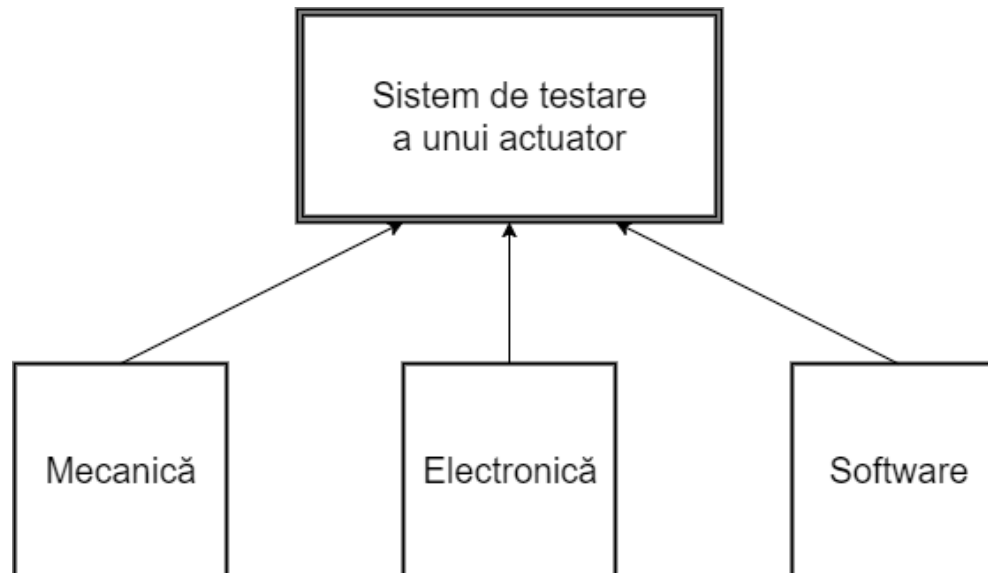 Sistem de testare
a unui actuator
Mecanică
Electronică
Software